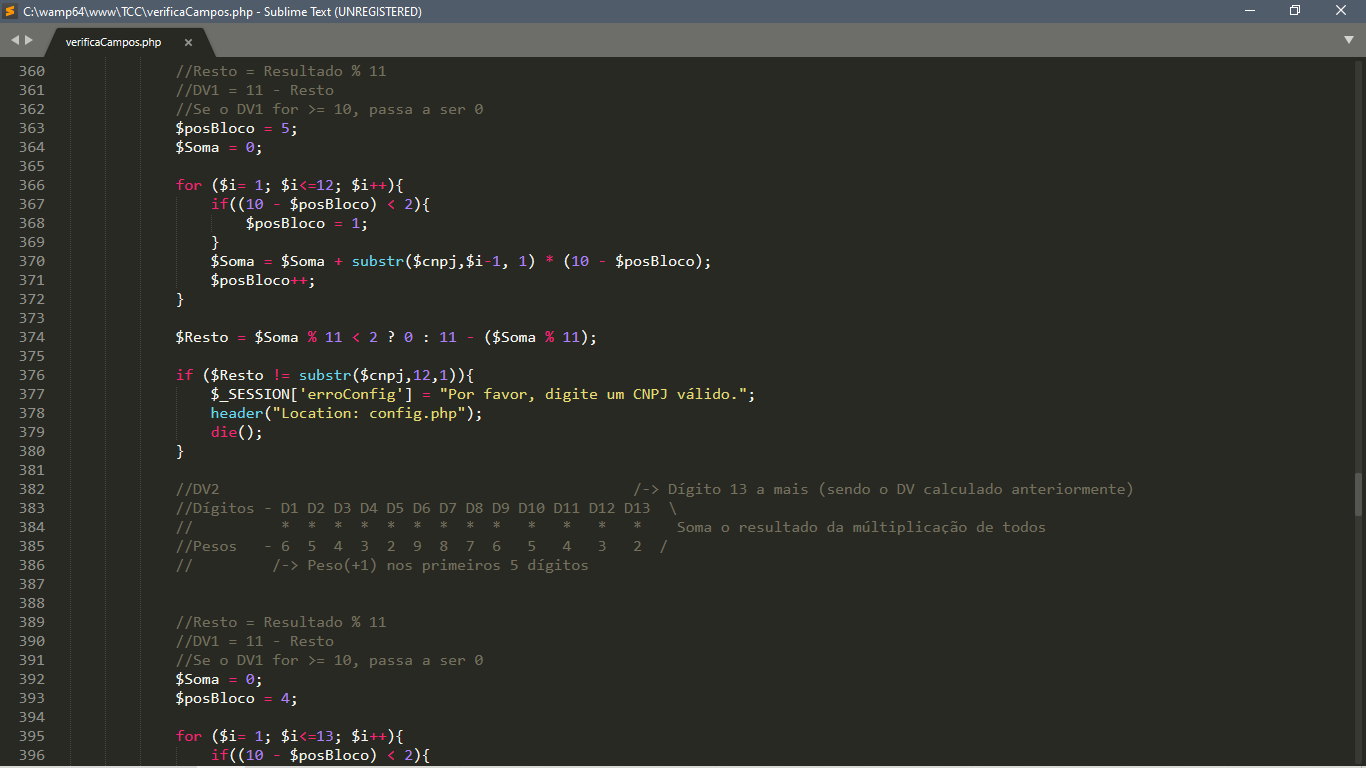 C:\wamp64\www\TCC\verificaCampos.php - Sublime Text (UNREGISTERED)
verificaCampos.php
360 //Resto = Resultado % 11
361 //DV1 = 11 - Resto
362 //Se o DV1 for >= 10, passa a ser 0
363 $posBloco = 5;
364 $Soma = 0;
365
366 for ($i= 1; $i<=12; $i++){
367 if((10 - $posBloco) < 2){
368 $posBloco = 1;
369 }
370 $Soma = $Soma + substr($cnpj,$i-1, 1) * (10 - $posBloco);
371 $posBloco++;
372 }
373
374 $Resto = $Soma % 11 < 2 ? 0 : 11 - ($Soma % 11);
375
376 if ($Resto != substr($cnpj,12,1)){
377 $_SESSION['erroConfig'] = "Por favor, digite um CNPJ válido.";
378 header("Location: config.php");
379 die();
380 }
381
382 //DV2 /-> Dígito 13 a mais (sendo o DV calculado anteriormente)
383 //Dígitos - D1 D2 D3 D4 D5 D6 D7 D8 D9 D10 D11 D12 D13 \
384 // * * * * * * * * * * * * * Soma o resultado da múltiplicação de todos
385 //Pesos - 6 5 4 3 2 9 8 7 6 5 4 3 2 /
386 // /-> Peso(+1) nos primeiros 5 dígitos
387
388
389 //Resto = Resultado % 11
390 //DV1 = 11 - Resto
391 //Se o DV1 for >= 10, passa a ser 0
392 $Soma = 0;
393 $posBloco = 4;
394
395 for ($i= 1; $i<=13; $i++){
396 if((10 - $posBloco) < 2){